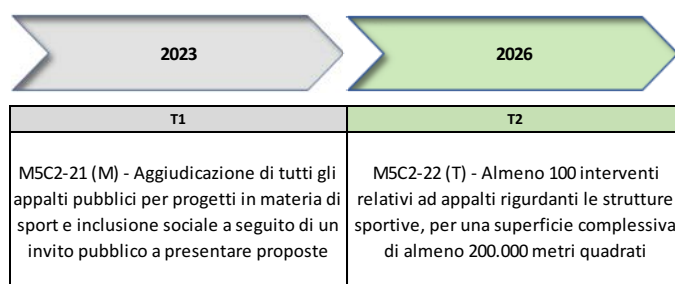 2023
2026
T1
T2
M5C2-21 (M) - Aggiudicazione di tutti gli
appalti pubblici per progetti in materia di
sport e inclusione sociale a seguito di un
invito pubblico a presentare proposte
M5C2-22 (T) - Almeno 100 interventi
relativi ad appalti rigurdanti le strutture
sportive, per una superficie complessiva
di almeno 200.000 metri quadrati